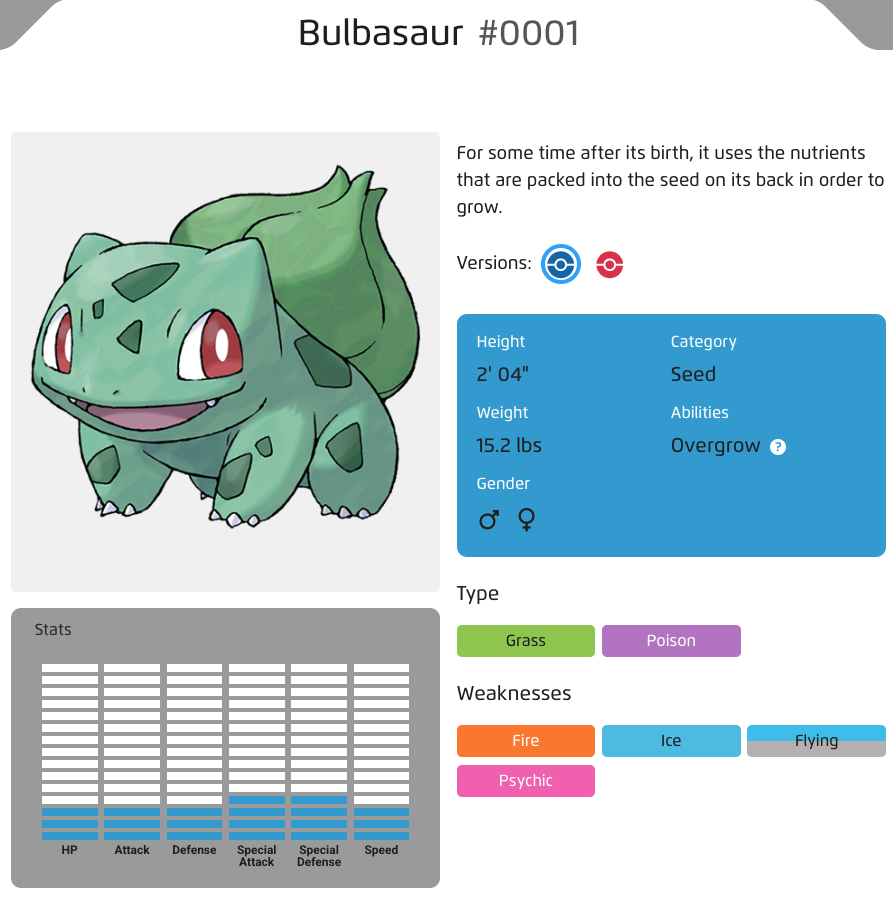 Bulbasaur #0001
For some time after its birth, it uses the nutrients
that are packed into the seed on its back in order to
grow.
Versions:
Height
2' 04"
Category
Seed
Weight
15.2 lbs
Abilities
Overgrow ?
Gender
Type
Grass
Poison
Weaknesses
Fire
Ice
Flying
Psychic
Stats
HP
Attack
Defense
Special
Attack
Special
Defense
Speed